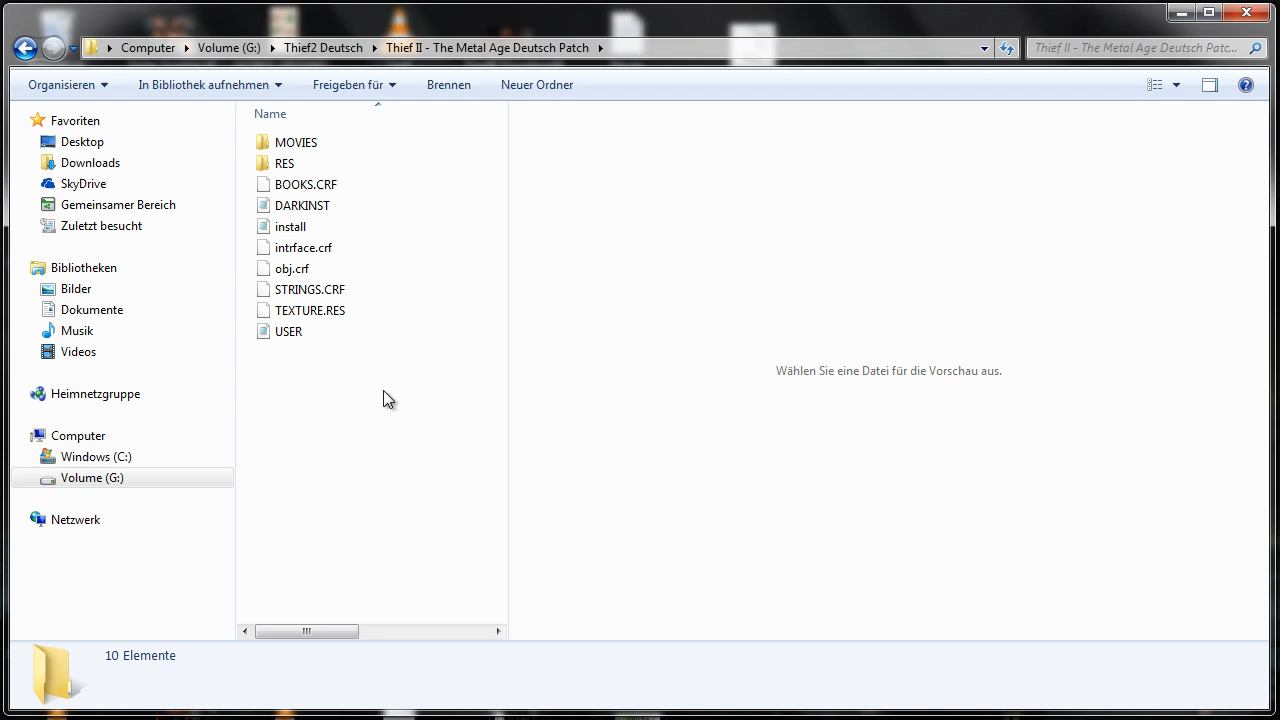 Computer Volume (G:) Thief2 Deutsch Thief II - The Metal Age Deutsch Patch
Thief II - The Metal Age Deutsch Patc...
Organisieren In Bibliothek aufnehmen Freigeben für Brennen Neuer Ordner
Favoriten
Desktop
Downloads
SkyDrive
Gemeinsamer Bereich
Zuletzt besucht
Bibliotheken
Bilder
Dokumente
Musik
Videos
Heimnetzgruppe
Computer
Windows (C:)
Volume (G:)
Netzwerk
Name
MOVIES
RES
BOOKS.CRF
DARKINST
install
intrface.crf
obj.crf
STRINGS.CRF
TEXTURE.RES
USER
Wählen Sie eine Datei für die Vorschau aus.
10 Elemente